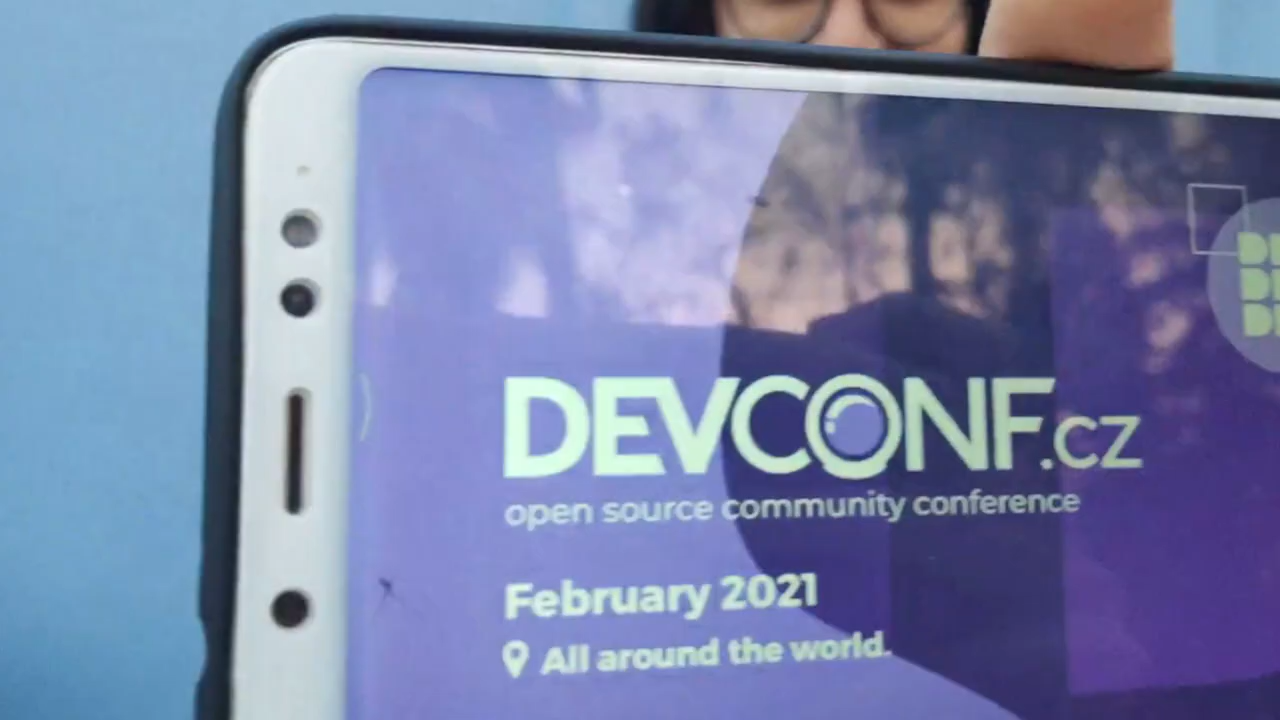 DEVCONF.cz
open source community conference
February 2021
All around the world.